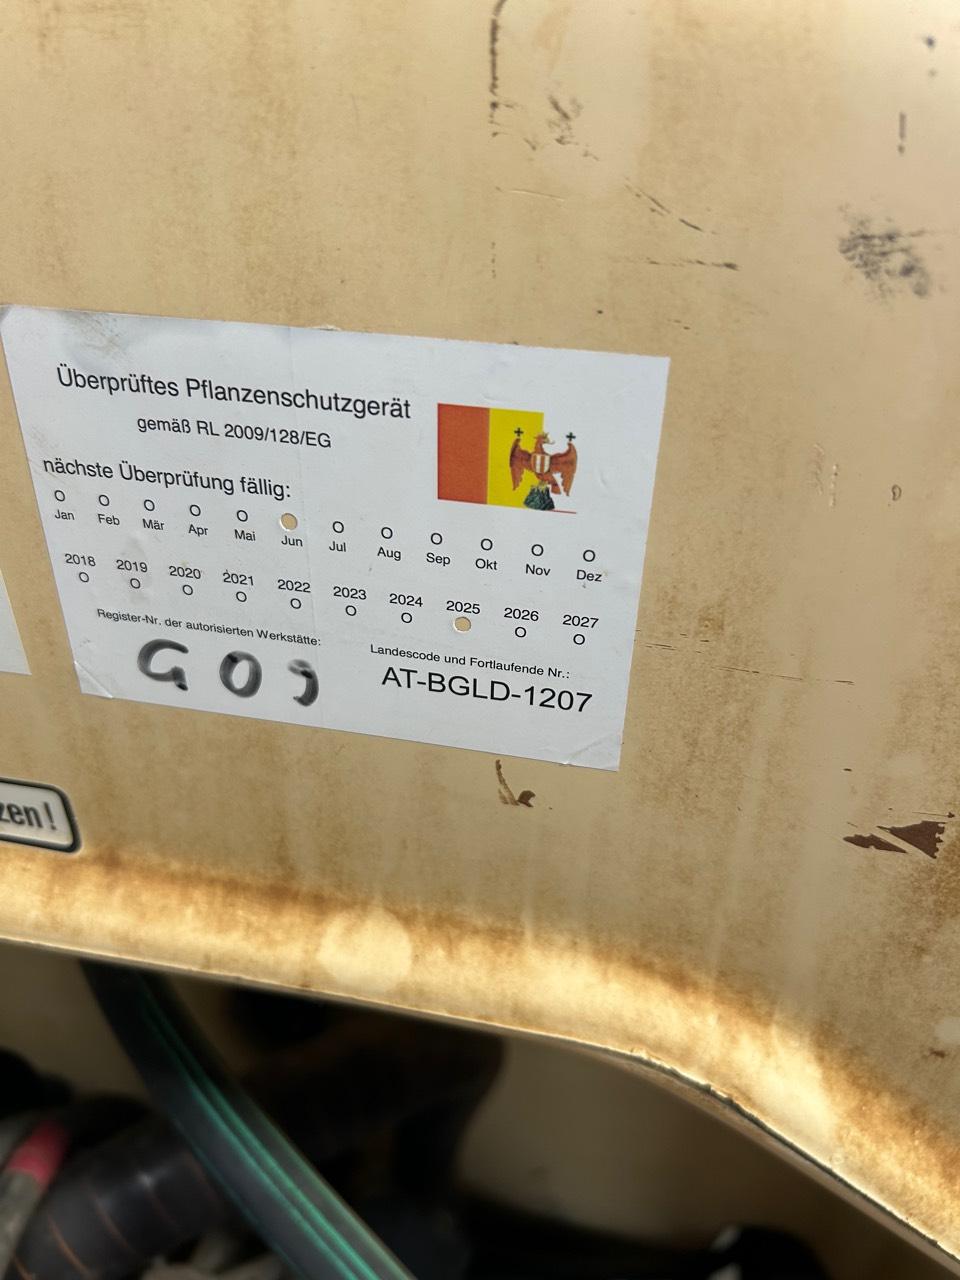 Überprüftes Pflanzenschutzgerät
gemäß RL 2009/128/EG
nächste Überprüfung fällig:
Jan Feb Mär Apr Mai Jun Jul Aug Sep Okt Nov Dez
2018 2019 2020 2021 2022 2023 2024 2025 2026 2027
Register-Nr. der autorisierten Werkstätte:
Landescode und Fortlaufende Nr.:
AT-BGLD-1207
zen!